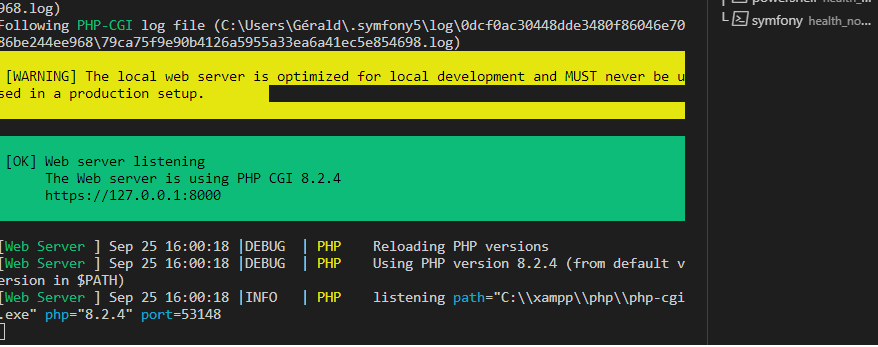 968.log)
Following PHP-CGI log file (C:\Users\Gérald\.symfony5\log\0dcf0ac30448dde3480f86046e70
86be244ee968\79ca75f9e90b4126a5955a33ea6a41ec5e854698.log)
[WARNING] The local web server is optimized for local development and MUST never be u
sed in a production setup.
[OK] Web server listening
The Web server is using PHP CGI 8.2.4
https://127.0.0.1:8000
[Web Server ] Sep 25 16:00:18 |DEBUG | PHP Reloading PHP versions
[Web Server ] Sep 25 16:00:18 |DEBUG | PHP Using PHP version 8.2.4 (from default v
ersion in $PATH)
[Web Server ] Sep 25 16:00:18 |INFO | PHP listening path="C:\\xampp\\php\\php-cgi
.exe" php="8.2.4" port=53148
powershell health_...
symfony health_no...